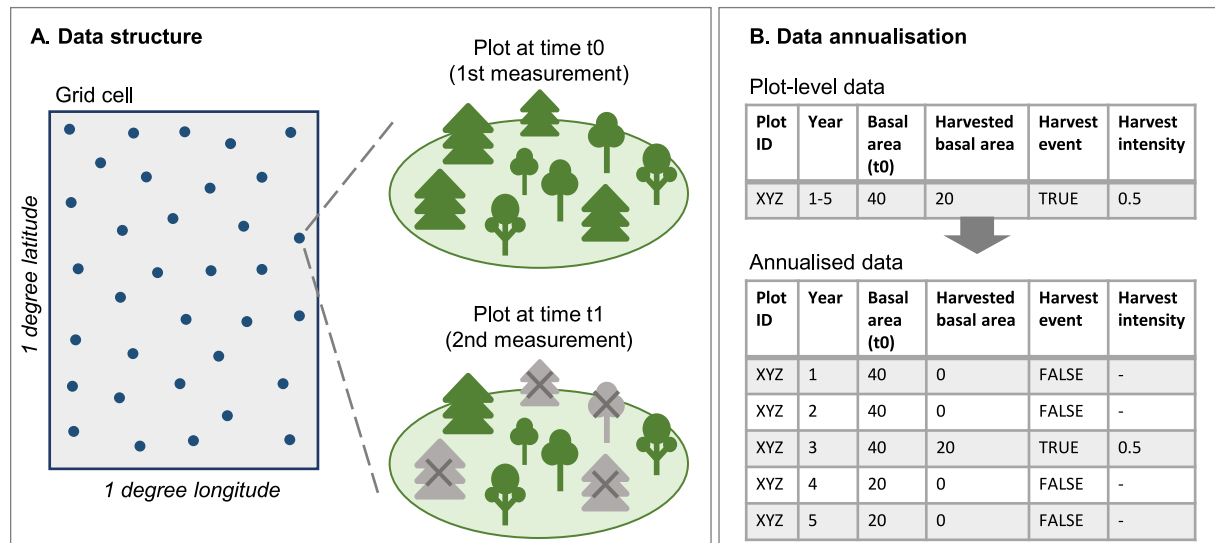 A. Data structure
Grid cell
1 degree latitude
1 degree longitude
Plot at time t0
(1st measurement)
Plot at time t1
(2nd measurement)
B. Data annualisation
Plot-level data
Plot ID Year Basal area (t0) Harvested basal area Harvest event Harvest intensity
XYZ 1-5 40 20 TRUE 0.5
Annualised data
Plot ID Year Basal area (t0) Harvested basal area Harvest event Harvest intensity
XYZ 1 40 0 FALSE -
XYZ 2 40 0 FALSE -
XYZ 3 40 20 TRUE 0.5
XYZ 4 20 0 FALSE -
XYZ 5 20 0 FALSE -